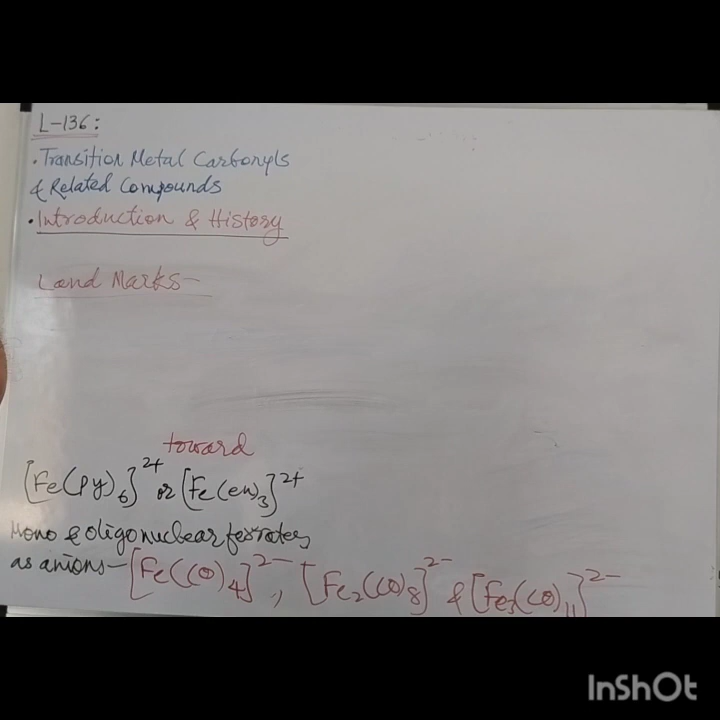 L-136:
• Transition Metal Carbonyls
& Related Compounds
• Introduction & History
Land Marks-
toward
[Fe(py)6]2+ or [Fe(en)3]2+
Mono & oligonuclear ferrates
as anions-[Fe(CO)4]2-, [Fe2(CO)8]2- & [Fe3(CO)11]2-
InShOt